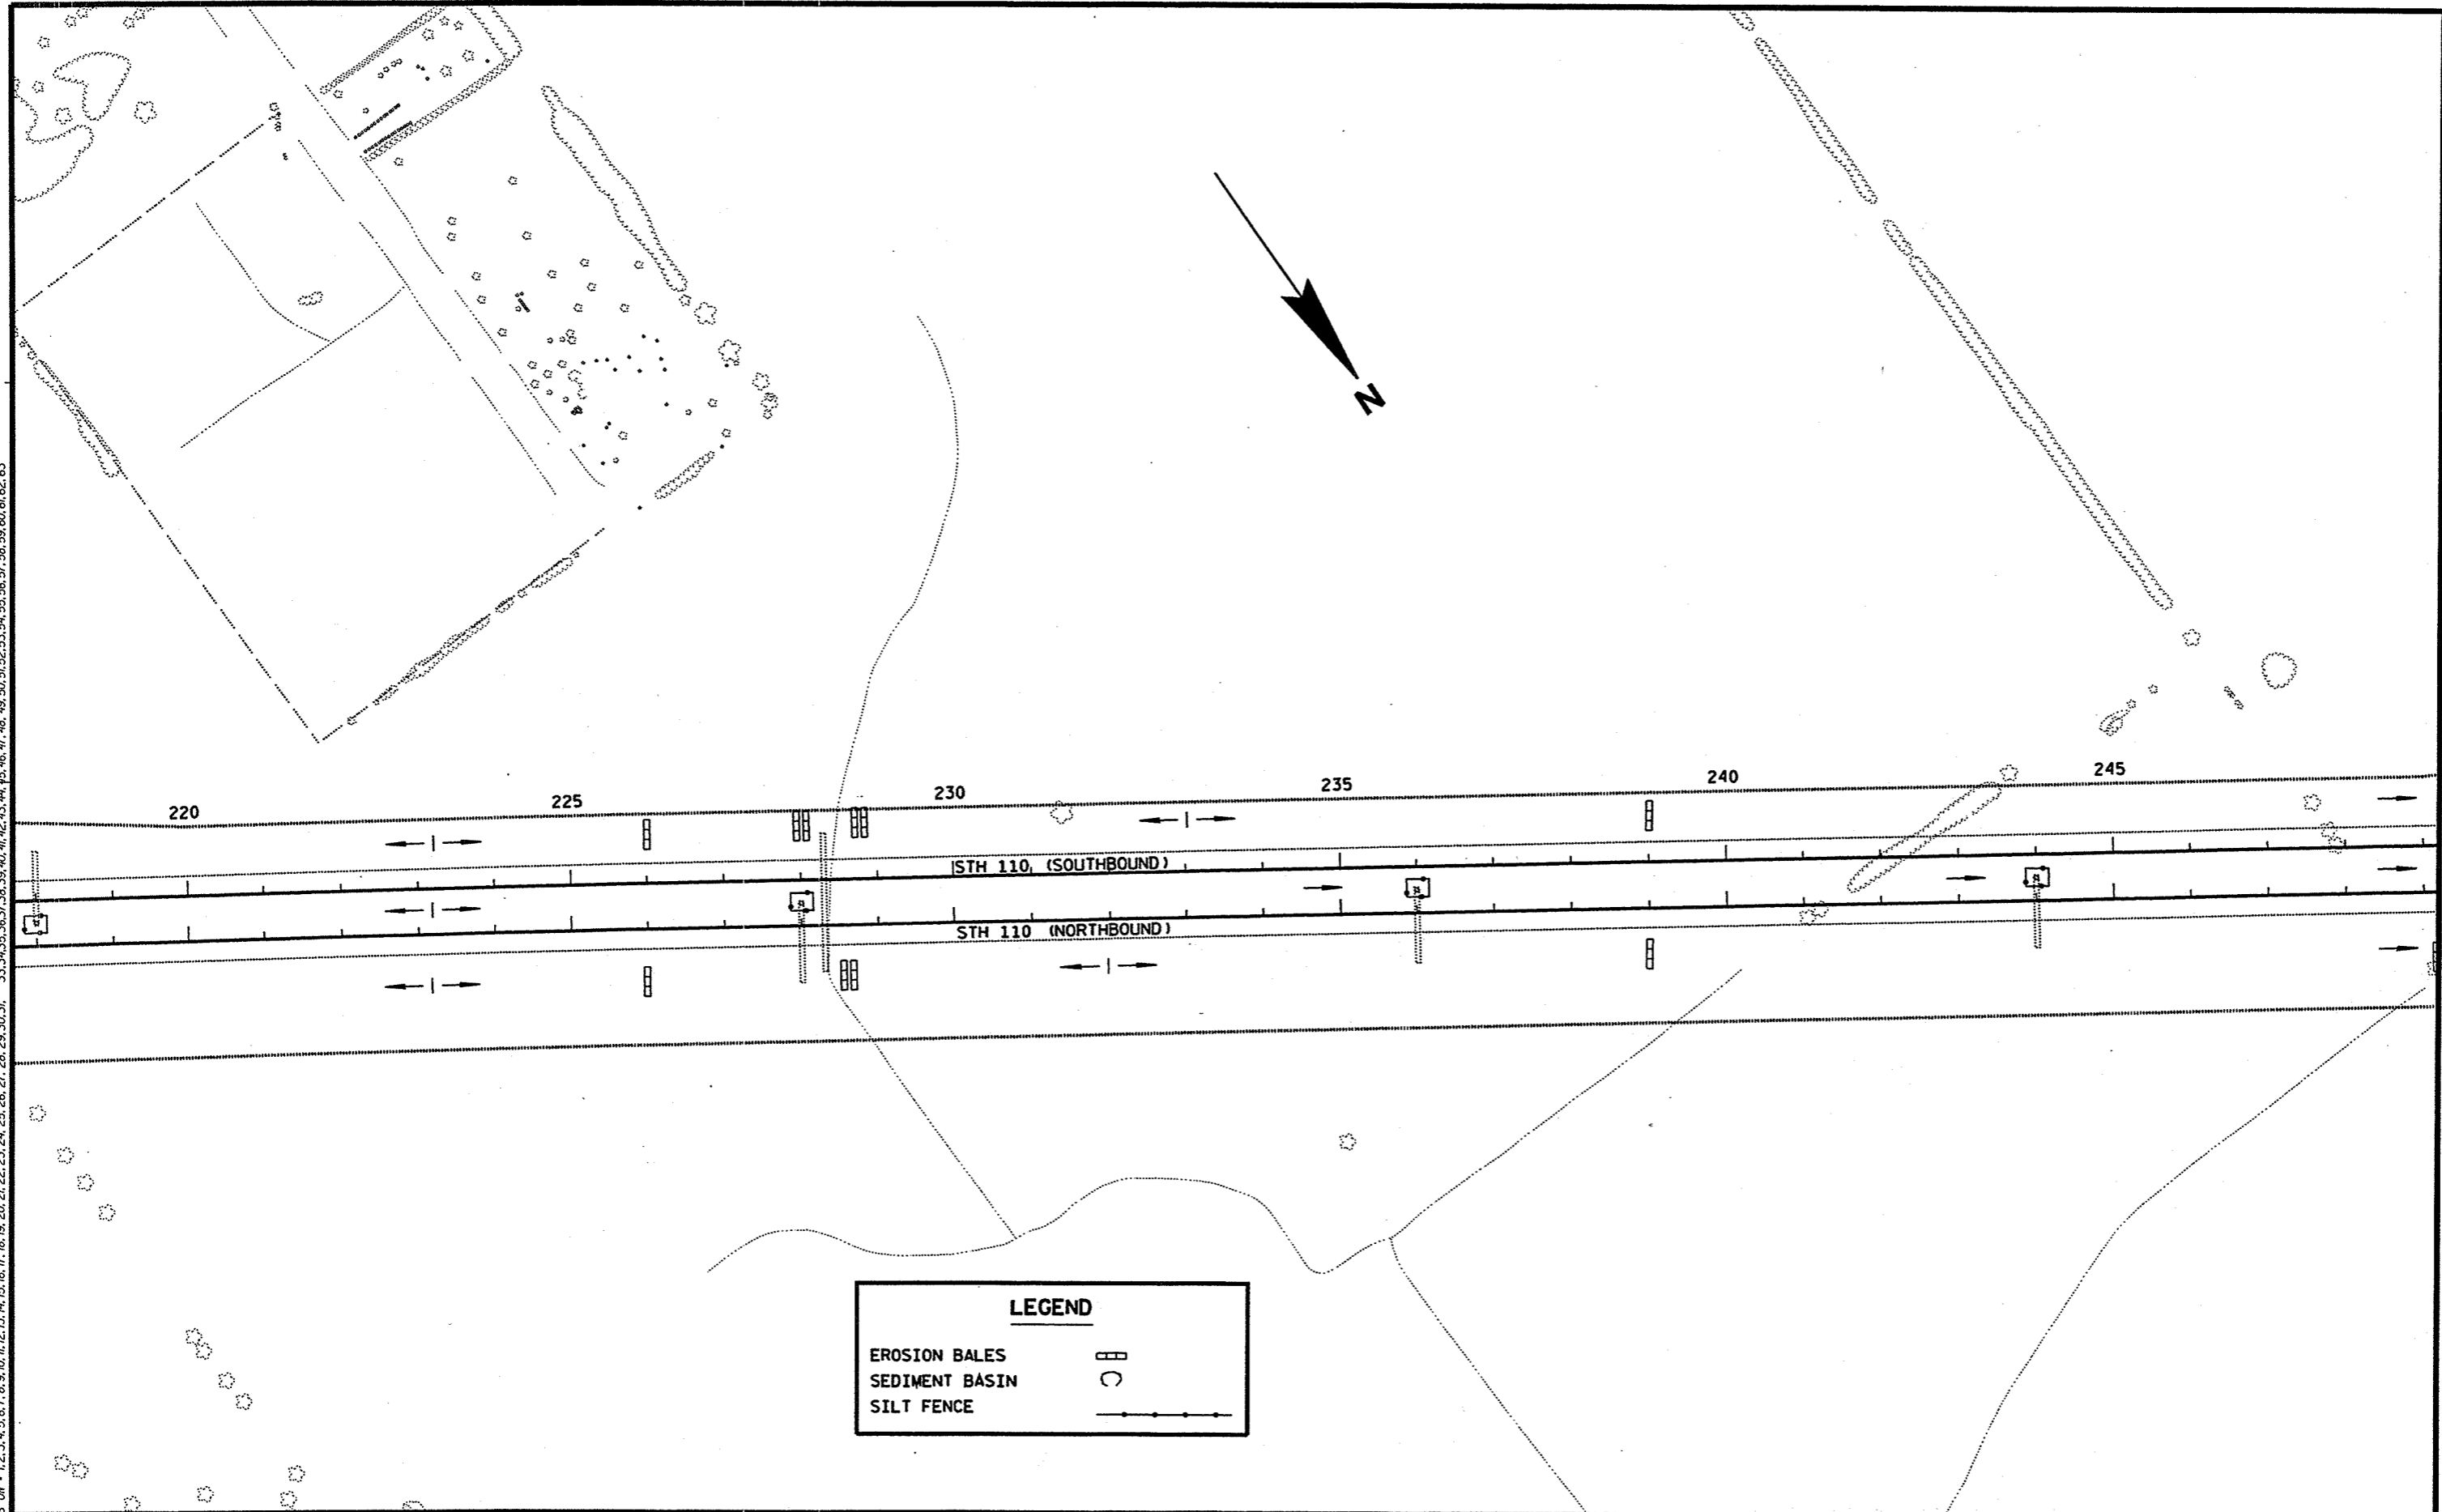 N
220
225
230
235
240
245
STH 110 (SOUTHBOUND)
STH 110 (NORTHBOUND)
LEGEND
EROSION BALES
SEDIMENT BASIN
SILT FENCE